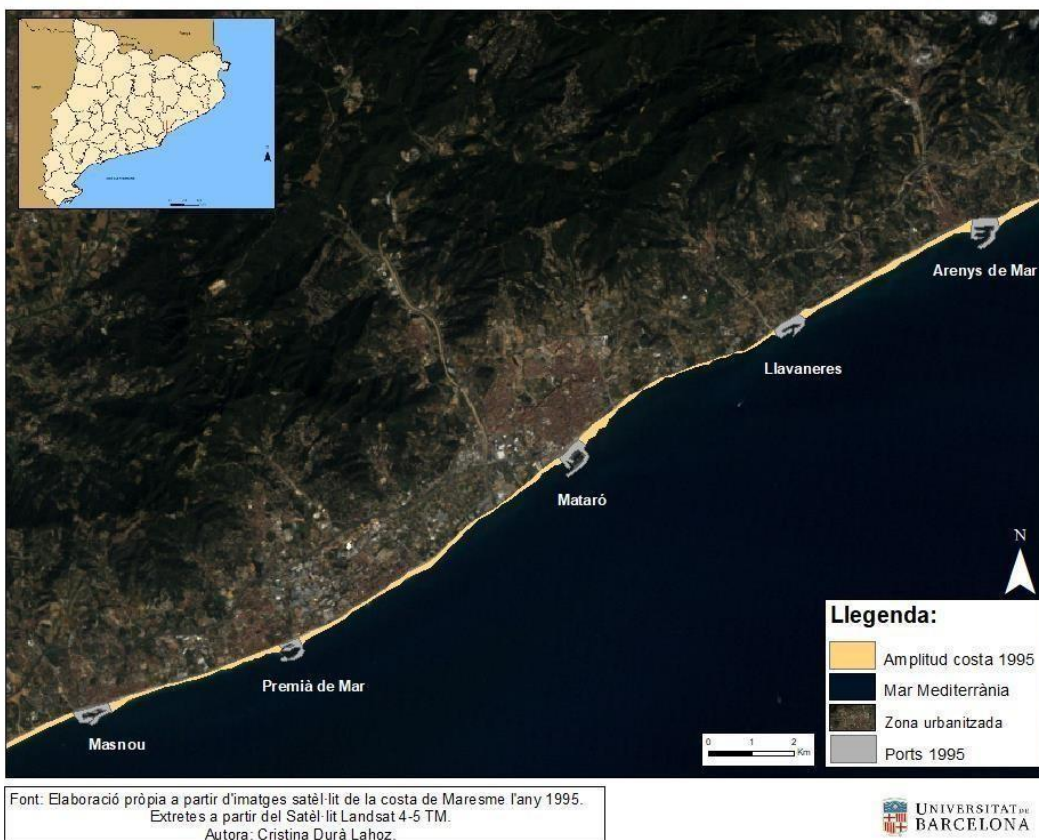 Arenys de Mar
Llavaneres
Mataró
Premià de Mar
Masnou
N
Llegenda:
Amplitud costa 1995
Mar Mediterrània
Zona urbanitzada
Ports 1995
0 1 2
Km
Font: Elaboració pròpia a partir d'imatges satèl·lit de la costa de Maresme l'any 1995.
Extretes a partir del Satèl·lit Landsat 4-5 TM.
Autora: Cristina Durà Lahoz.
UNIVERSITAT DE
BARCELONA